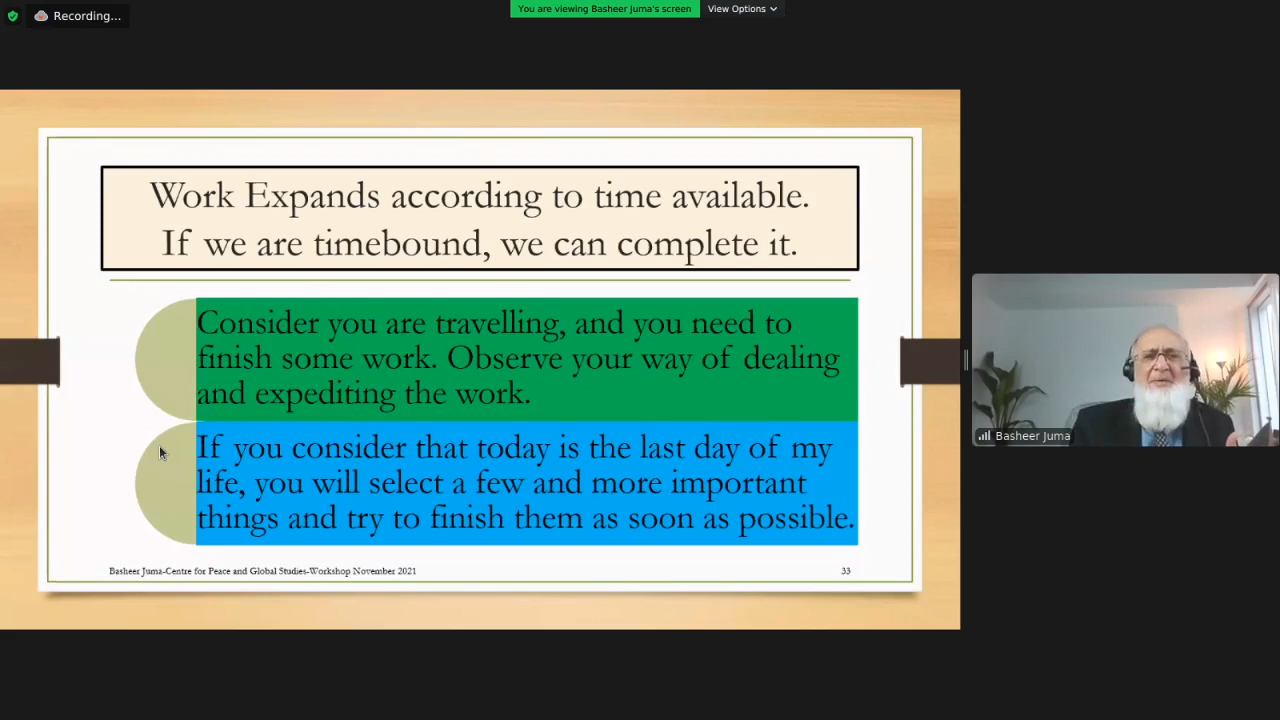 Recording...
You are viewing Basheer Juma's screen
View Options
Work Expands according to time available.
If we are timebound, we can complete it.
Consider you are travelling, and you need to
finish some work. Observe your way of dealing
and expediting the work.
If you consider that today is the last day of my
life, you will select a few and more important
things and try to finish them as soon as possible.
Basheer Juma-Centre for Peace and Global Studies-Workshop November 2021
33
Basheer Juma